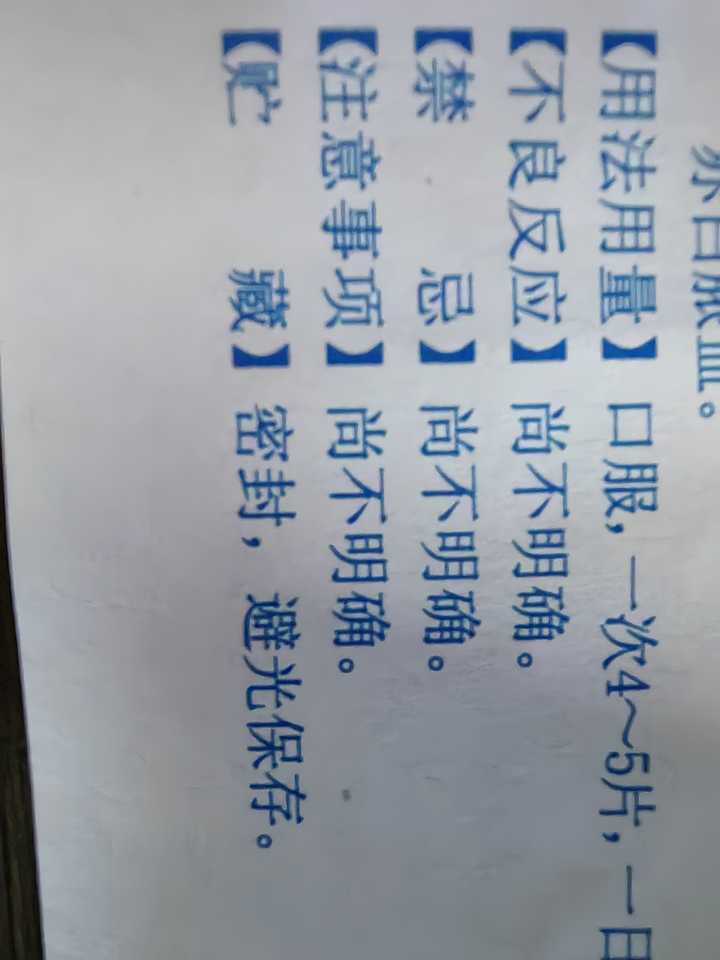 【用法用量】口服，一次4～5片，一日
【不良反应】尚不明确。
【禁　　忌】尚不明确。
【注意事项】尚不明确。
【贮　　藏】密封，避光保存。